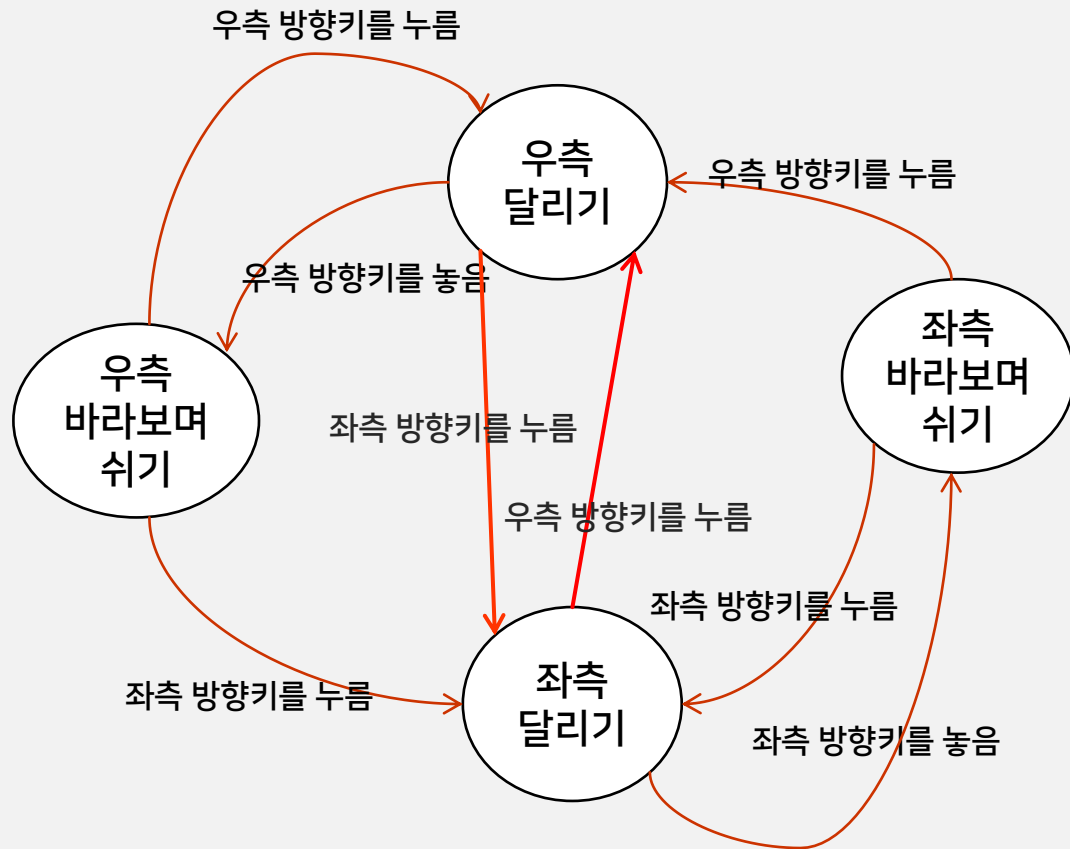 우측 방향키를 누름
우측
달리기
우측 방향키를 누름
우측 방향키를 놓음
좌측
바라보며
쉬기
우측
바라보며
쉬기
좌측 방향키를 누름
우측 방향키를 누름
좌측 방향키를 누름
좌측 방향키를 누름
좌측
달리기
좌측 방향키를 놓음